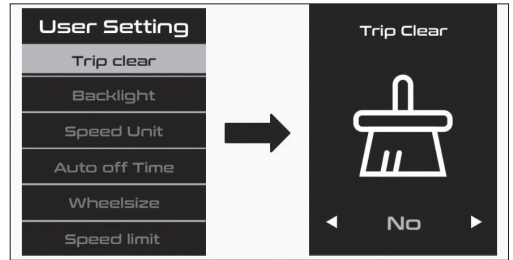 User Setting
Trip clear
Backlight
Speed Unit
Auto off Time
Wheelsize
Speed limit
Trip Clear
No